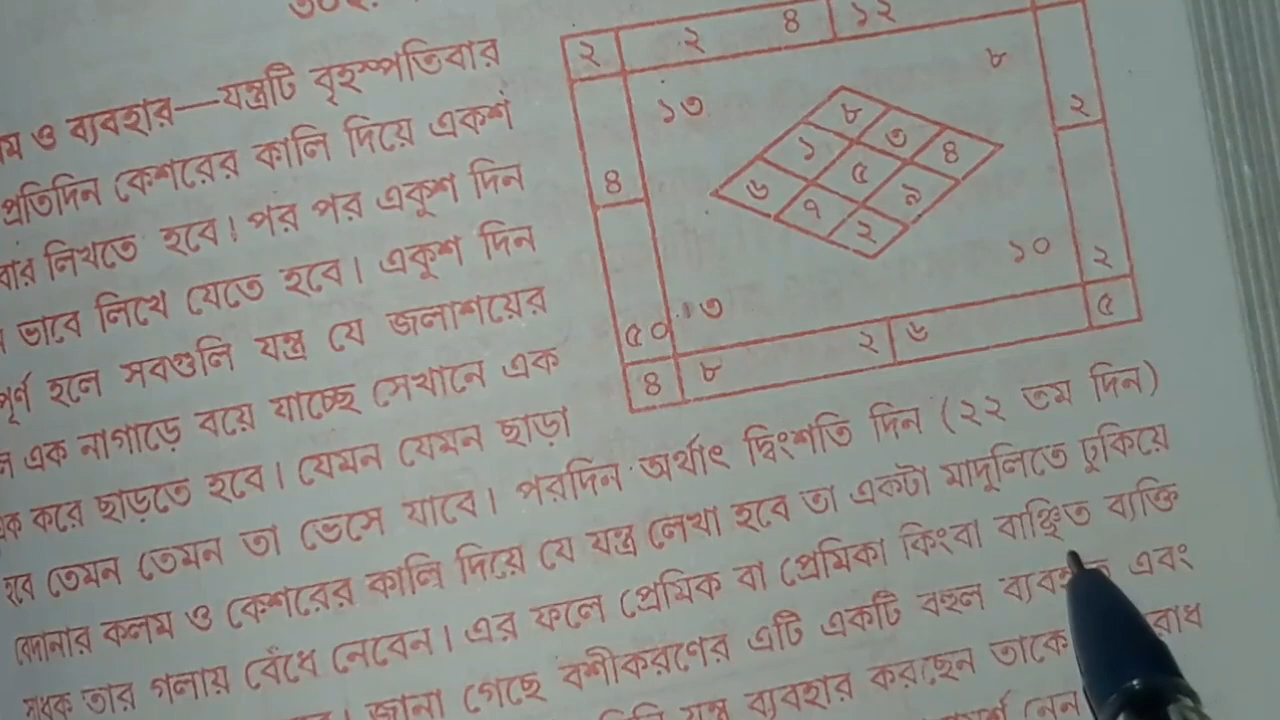 ২ ২ ৪ ১২
য় ও ব্যবহার—যন্ত্রটি বৃহস্পতিবার
৮
১৩
২
প্রতিদিন কেশরের কালি দিয়ে একশ
৮ ৩ ৪
১ ৫ ৯
৬ ৭ ২
৪
বার লিখতে হবে। পর পর একুশ দিন
ভাবে লিখে যেতে হবে। একুশ দিন
১০ ২
পূর্ণ হলে সবগুলি যন্ত্র যে জলাশয়ের
৫০ ৩
৫
এক নাগাড়ে বয়ে যাচ্ছে সেখানে এক
৪ ৮ ২ ৬
করে ছাড়তে হবে। যেমন যেমন ছাড়া
হবে তেমন তেমন তা ভেসে যাবে। পরদিন অর্থাৎ দ্বিংশতি দিন (২২ তম দিন)
সোনার কলম ও কেশরের কালি দিয়ে যে যন্ত্র লেখা হবে তা একটা মাদুলিতে ঢুকিয়ে
সাধক তার গলায় বেঁধে নেবেন। এর ফলে প্রেমিক বা প্রেমিকা কিংবা বাঞ্ছিত ব্যক্তি
জানা গেছে বশীকরণের এটি একটি বহুল এবং
যন্ত্র ব্যবহার করছেন তাকে